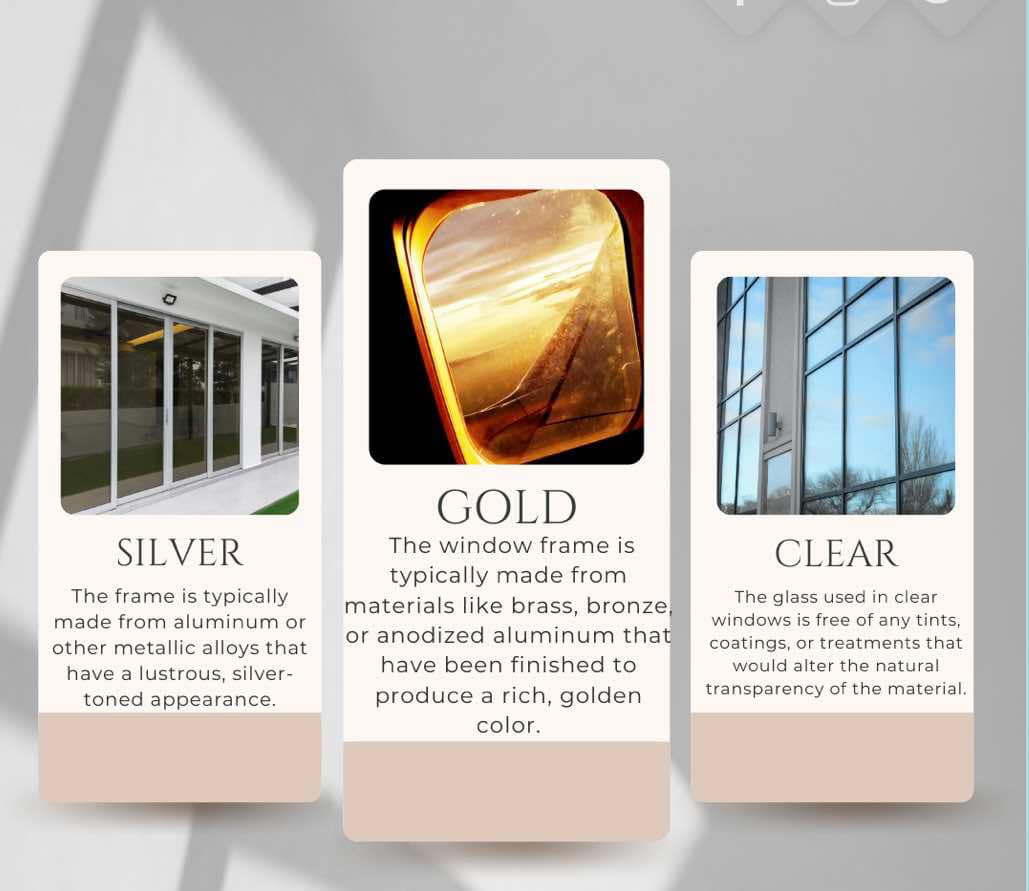 SILVER
The frame is typically
made from aluminum or
other metallic alloys that
have a lustrous, silver-
toned appearance.
GOLD
The window frame is
typically made from
materials like brass, bronze,
or anodized aluminum that
have been finished to
produce a rich, golden
color.
CLEAR
The glass used in clear
windows is free of any tints,
coatings, or treatments that
would alter the natural
transparency of the material.